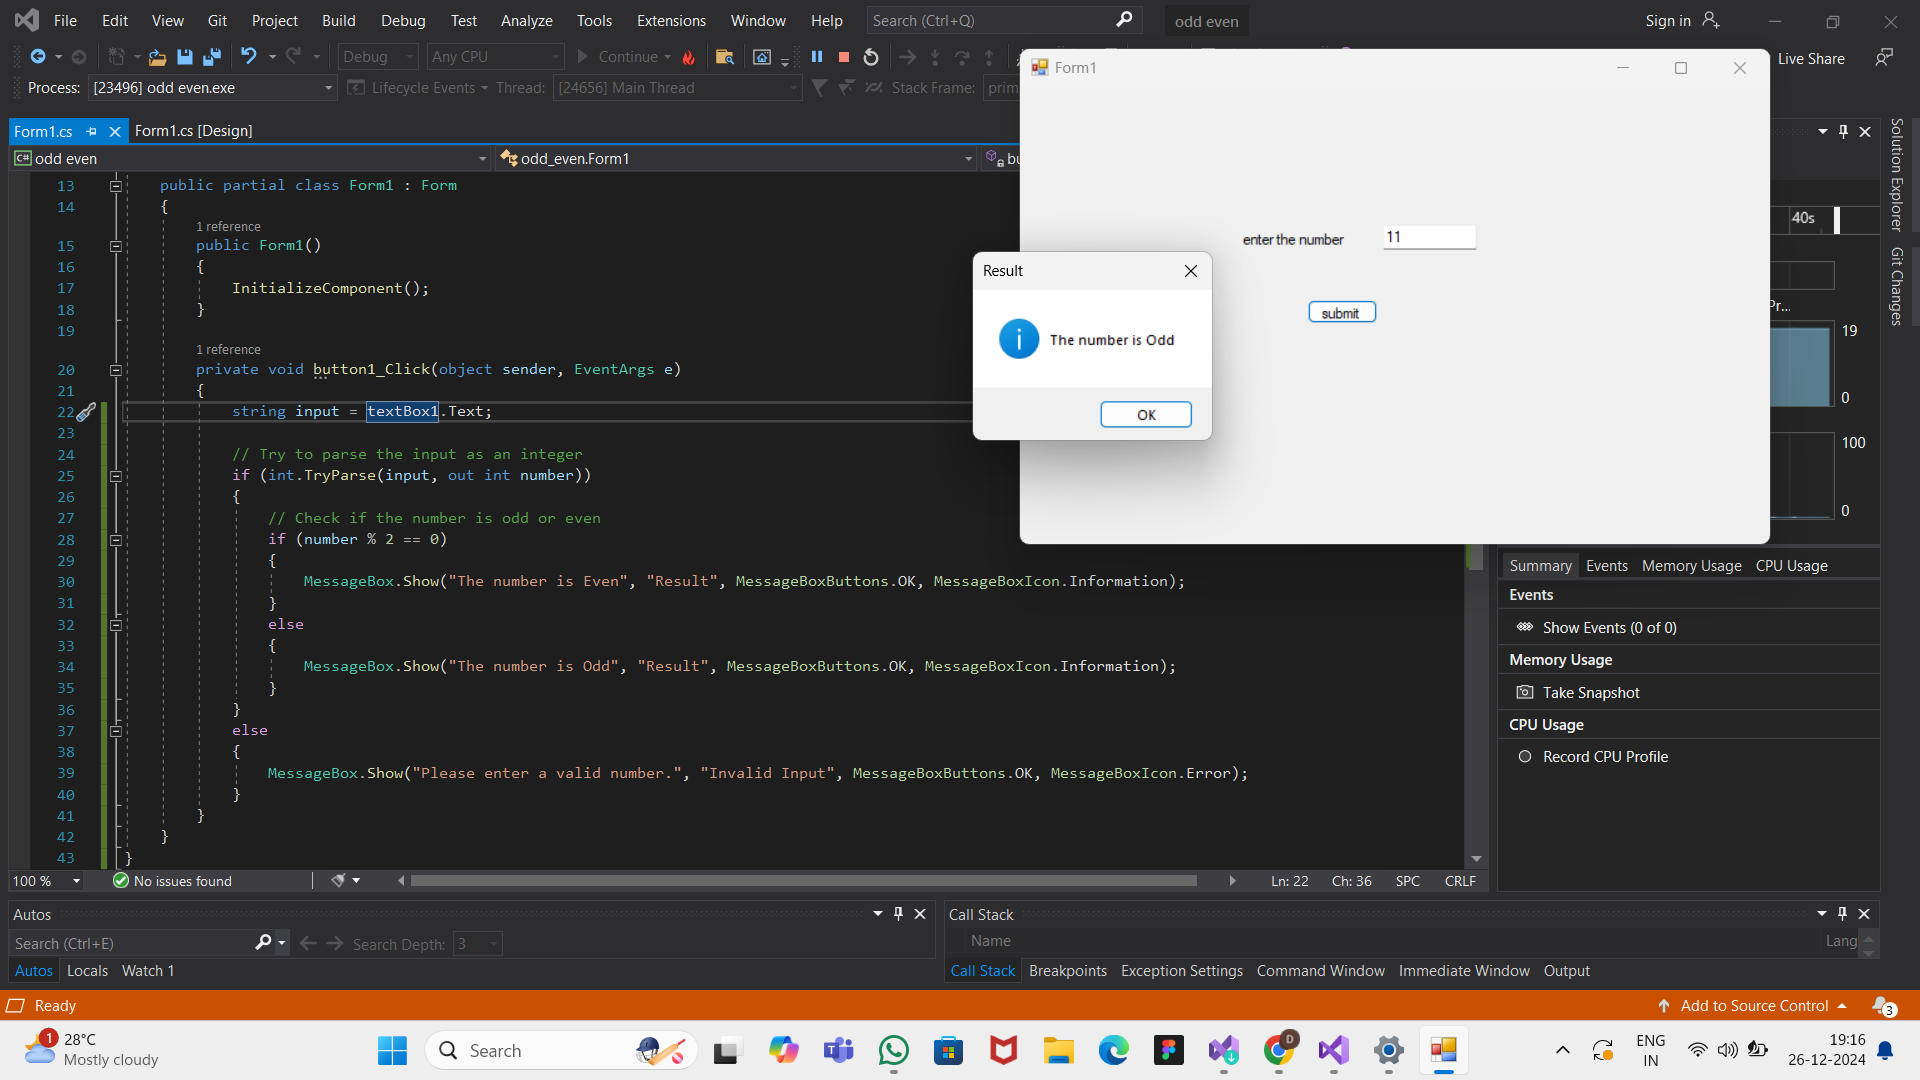 File Edit View Git Project Build Debug Test Analyze Tools Extensions Window Help Search (Ctrl+Q) odd even Sign in
Debug Any CPU Continue Live Share
Process: [23496] odd even.exe Lifecycle Events Thread: [24656] Main Thread Stack Frame: prim
Form1.cs Form1.cs [Design]
C# odd even odd_even.Form1 bu
13 public partial class Form1 : Form
14 {
1 reference
15 public Form1()
16 {
17 InitializeComponent();
18 }
19
1 reference
20 private void button1_Click(object sender, EventArgs e)
21 {
22 string input = textBox1.Text;
23
24 // Try to parse the input as an integer
25 if (int.TryParse(input, out int number))
26 {
27 // Check if the number is odd or even
28 if (number % 2 == 0)
29 {
30 MessageBox.Show("The number is Even", "Result", MessageBoxButtons.OK, MessageBoxIcon.Information);
31 }
32 else
33 {
34 MessageBox.Show("The number is Odd", "Result", MessageBoxButtons.OK, MessageBoxIcon.Information);
35 }
36 }
37 else
38 {
39 MessageBox.Show("Please enter a valid number.", "Invalid Input", MessageBoxButtons.OK, MessageBoxIcon.Error);
40 }
41 }
42 }
43 }
Form1
enter the number 11
submit
Result
i The number is Odd
OK
40s
Pr...
19
0
100
0
Solution Explorer
Git Changes
Summary Events Memory Usage CPU Usage
Events
Show Events (0 of 0)
Memory Usage
Take Snapshot
CPU Usage
Record CPU Profile
100 % No issues found Ln: 22 Ch: 36 SPC CRLF
Autos
Search (Ctrl+E) Search Depth: 3
Autos Locals Watch 1
Call Stack
Name Lang
Call Stack Breakpoints Exception Settings Command Window Immediate Window Output
Ready Add to Source Control 3
1 28°C
Mostly cloudy
Search
D
ENG
IN
19:16
26-12-2024